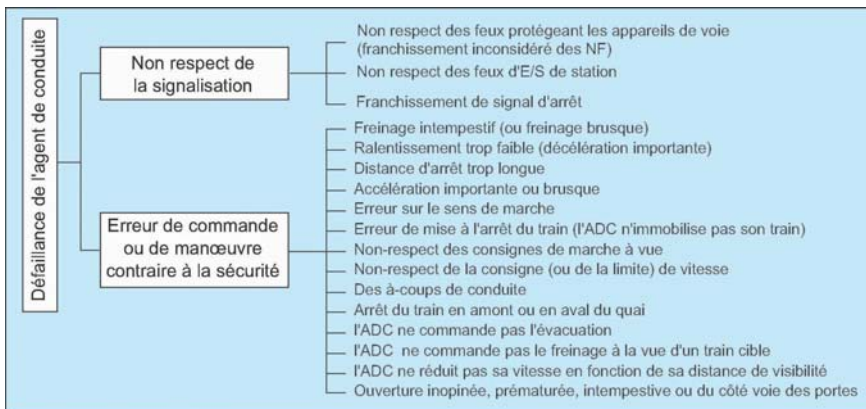 Défaillance de l'agent de conduite
Non respect de
la signalisation
Non respect des feux protégeant les appareils de voie
(franchissement inconsidéré des NF)
Non respect des feux d'E/S de station
Franchissement de signal d'arrêt
Erreur de commande
ou de manœuvre
contraire à la sécurité
Freinage intempestif (ou freinage brusque)
Ralentissement trop faible (décélération importante)
Distance d'arrêt trop longue
Accélération importante ou brusque
Erreur sur le sens de marche
Erreur de mise à l'arrêt du train (l'ADC n'immobilise pas son train)
Non-respect des consignes de marche à vue
Non-respect de la consigne (ou de la limite) de vitesse
Des à-coups de conduite
Arrêt du train en amont ou en aval du quai
l'ADC ne commande pas l'évacuation
l'ADC ne commande pas le freinage à la vue d'un train cible
l'ADC ne réduit pas sa vitesse en fonction de sa distance de visibilité
Ouverture inopinée, prématurée, intempestive ou du côté voie des portes